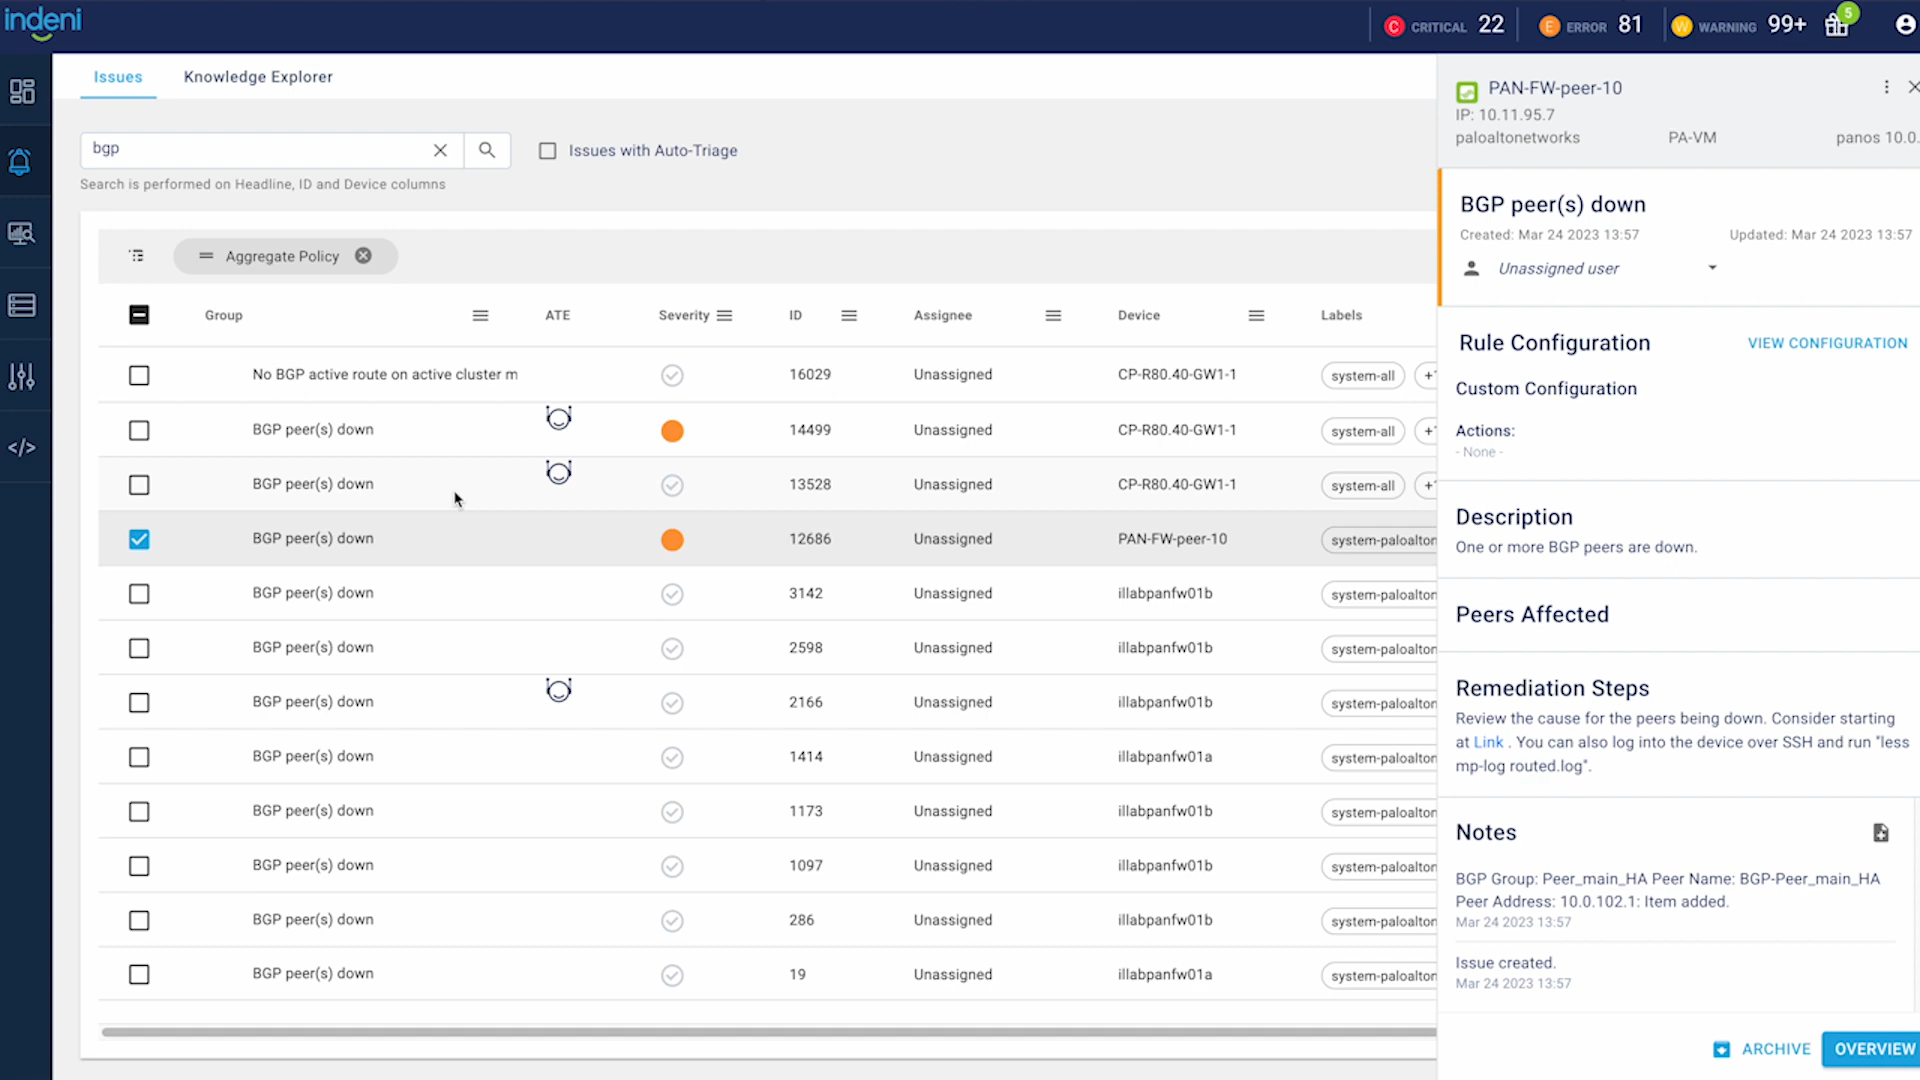 indeni
C CRITICAL 22
E ERROR 81
W WARNING 99+
5
Issues
Knowledge Explorer
bgp
Issues with Auto-Triage
Search is performed on Headline, ID and Device columns
Aggregate Policy
Group ATE Severity ID Assignee Device Labels
No BGP active route on active cluster m 16029 Unassigned CP-R80.40-GW1-1 system-all +
BGP peer(s) down 14499 Unassigned CP-R80.40-GW1-1 system-all +
BGP peer(s) down 13528 Unassigned CP-R80.40-GW1-1 system-all +
BGP peer(s) down 12686 Unassigned PAN-FW-peer-10 system-paloalton
BGP peer(s) down 3142 Unassigned illabpanfw01b system-paloalton
BGP peer(s) down 2598 Unassigned illabpanfw01b system-paloalton
BGP peer(s) down 2166 Unassigned illabpanfw01b system-paloalton
BGP peer(s) down 1414 Unassigned illabpanfw01a system-paloalton
BGP peer(s) down 1173 Unassigned illabpanfw01b system-paloalton
BGP peer(s) down 1097 Unassigned illabpanfw01b system-paloalton
BGP peer(s) down 286 Unassigned illabpanfw01b system-paloalton
BGP peer(s) down 19 Unassigned illabpanfw01a system-paloalton
PAN-FW-peer-10
IP: 10.11.95.7
paloaltonetworks PA-VM panos 10.0.
BGP peer(s) down
Created: Mar 24 2023 13:57 Updated: Mar 24 2023 13:57
Unassigned user
Rule Configuration VIEW CONFIGURATION
Custom Configuration
Actions:
- None -
Description
One or more BGP peers are down.
Peers Affected
Remediation Steps
Review the cause for the peers being down. Consider starting
at Link . You can also log into the device over SSH and run "less
mp-log routed.log".
Notes
BGP Group: Peer_main_HA Peer Name: BGP-Peer_main_HA
Peer Address: 10.0.102.1: Item added.
Mar 24 2023 13:57
Issue created.
Mar 24 2023 13:57
ARCHIVE
OVERVIEW